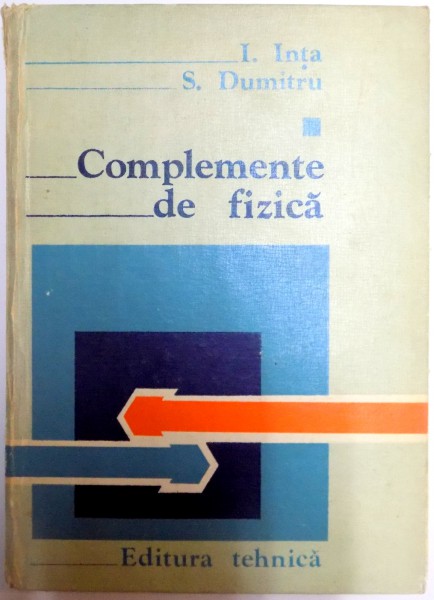 I.Ința
S. Dumitru
Complemente
de fizică
Editura tehnică